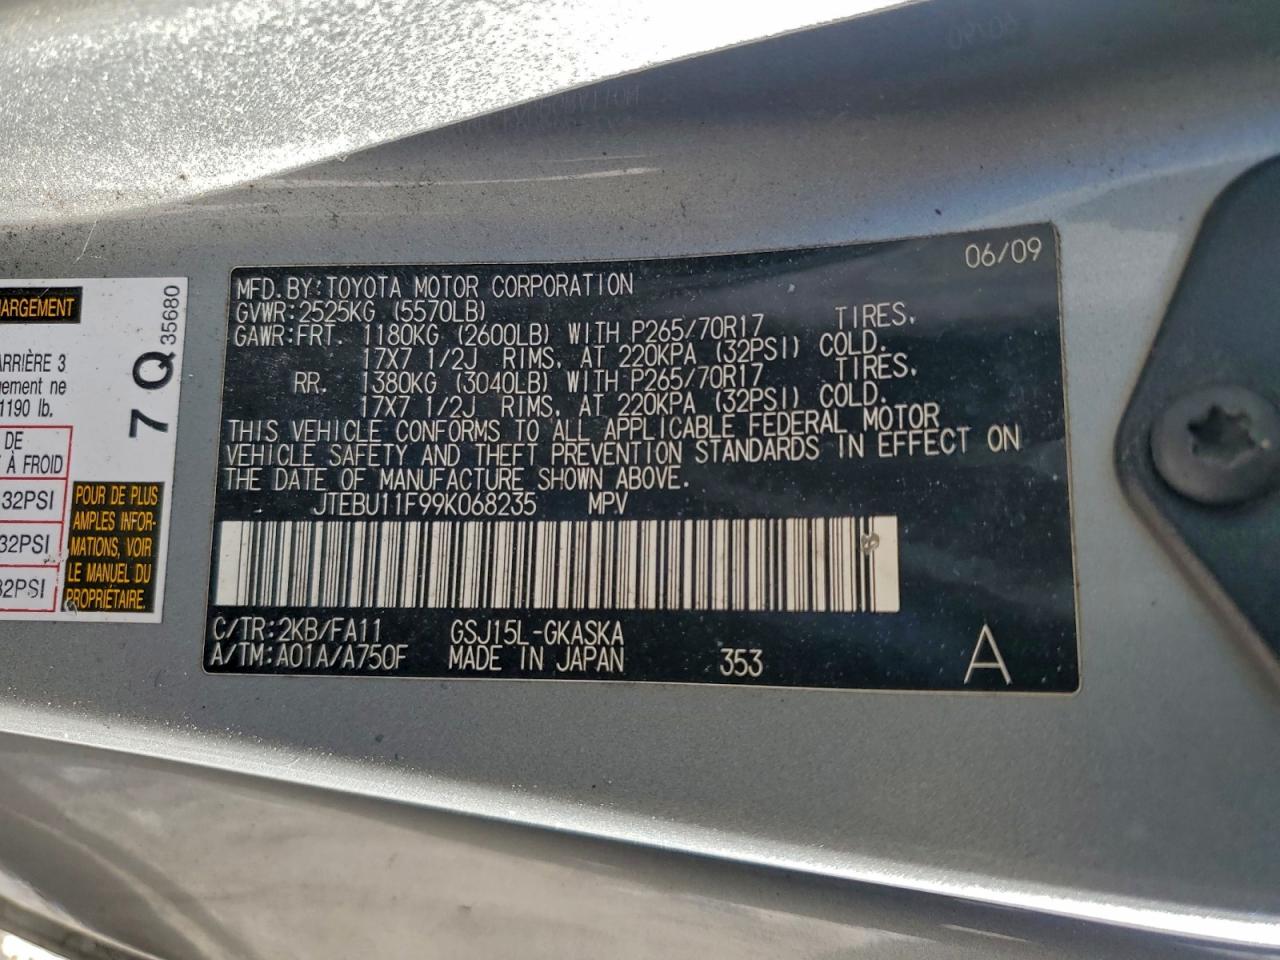 HARGEMENT
ARRIÈRE 3
gement ne
1190 lb.
DE
À FROID
32PSI
32PSI
32PSI
POUR DE PLUS
AMPLES INFOR-
MATIONS, VOIR
LE MANUEL DU
PROPRIÉTAIRE.
7 Q 35680
06/09
MFD.BY:TOYOTA MOTOR CORPORATION
GVWR:2525KG (5570LB)
GAWR:FRT. 1180KG (2600LB) WITH P265/70R17 TIRES.
17X7 1/2J RIMS, AT 220KPA (32PSI) COLD.
RR. 1380KG (3040LB) WITH P265/70R17 TIRES.
17X7 1/2J RIMS, AT 220KPA (32PSI) COLD.
THIS VEHICLE CONFORMS TO ALL APPLICABLE FEDERAL MOTOR
VEHICLE SAFETY AND THEFT PREVENTION STANDARDS IN EFFECT ON
THE DATE OF MANUFACTURE SHOWN ABOVE.
JTEBU11F99K068235 MPV
C/TR:2KB/FA11 GSJ15L-GKASKA
A/TM:A01A/A750F MADE IN JAPAN 353 A